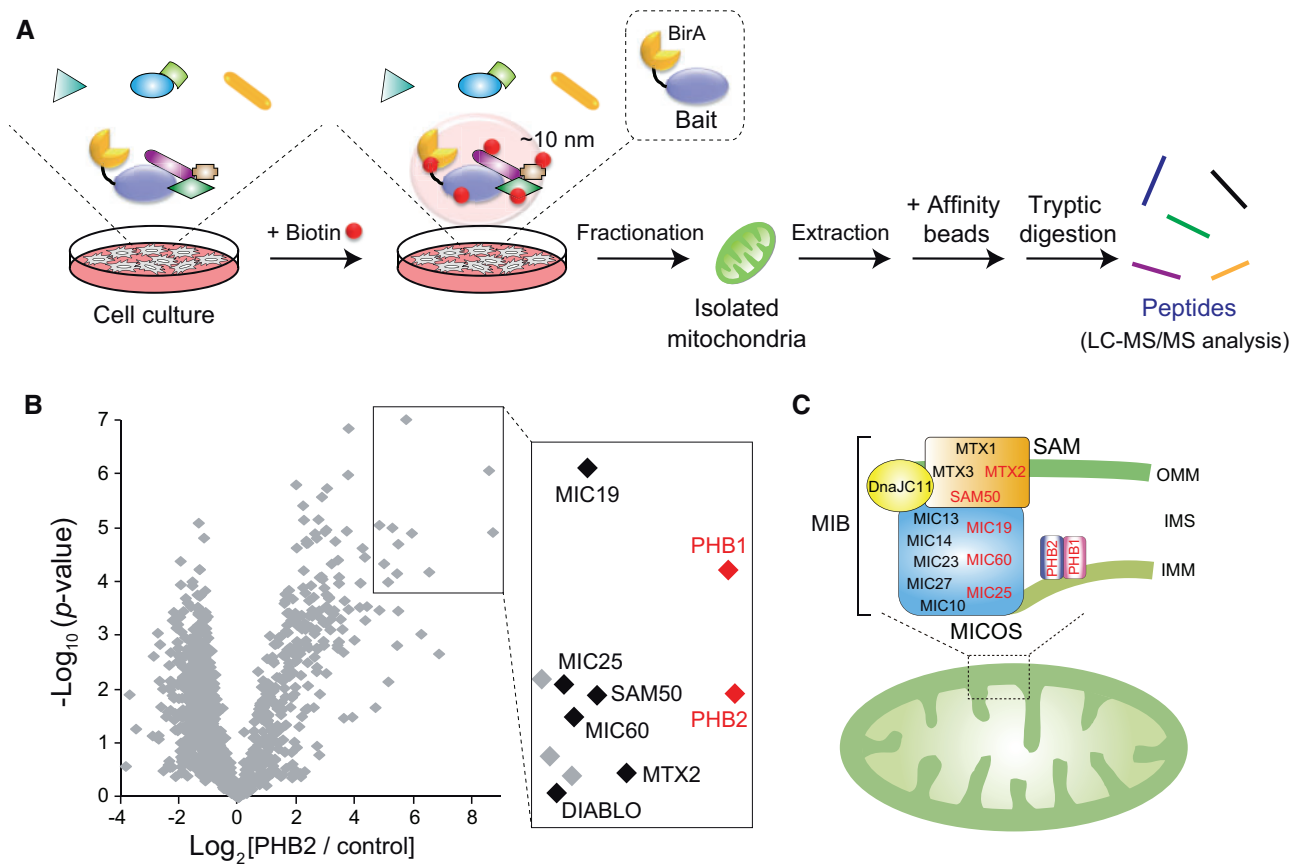 A
BirA
Bait
~10 nm
+ Biotin
Fractionation
Extraction
+ Affinity
beads
Tryptic
digestion
Cell culture
Isolated
mitochondria
Peptides
(LC-MS/MS analysis)
B
7
6
5
4
3
2
1
0
-4
-2
0
2
4
6
8
-Log10 (p-value)
Log2 [PHB2 / control]
MIC19
PHB1
MIC25
SAM50
PHB2
MIC60
MTX2
DIABLO
C
MIB
SAM
MTX1
MTX3 MTX2
DnaJC11
SAM50
OMM
MIC13
MIC19
MIC14
IMS
MIC23
MIC60
PHB2
PHB1
MIC27
MIC25
MIC10
IMM
MICOS